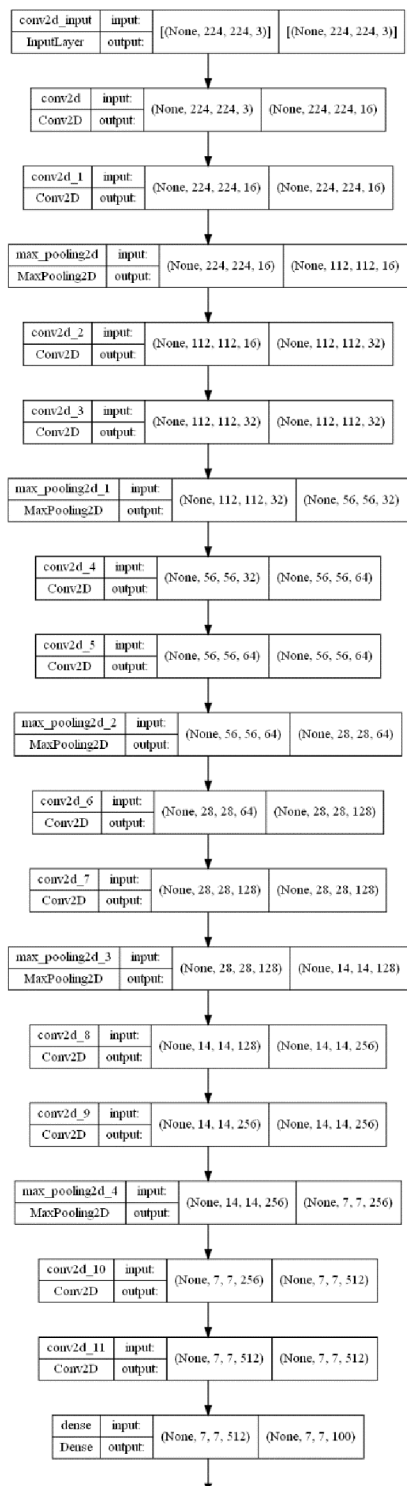 conv2d_input input: [(None, 224, 224, 3)] [(None, 224, 224, 3)]
InputLayer output:
conv2d input: (None, 224, 224, 3) (None, 224, 224, 16)
Conv2D output:
conv2d_1 input: (None, 224, 224, 16) (None, 224, 224, 16)
Conv2D output:
max_pooling2d input: (None, 224, 224, 16) (None, 112, 112, 16)
MaxPooling2D output:
conv2d_2 input: (None, 112, 112, 16) (None, 112, 112, 32)
Conv2D output:
conv2d_3 input: (None, 112, 112, 32) (None, 112, 112, 32)
Conv2D output:
max_pooling2d_1 input: (None, 112, 112, 32) (None, 56, 56, 32)
MaxPooling2D output:
conv2d_4 input: (None, 56, 56, 32) (None, 56, 56, 64)
Conv2D output:
conv2d_5 input: (None, 56, 56, 64) (None, 56, 56, 64)
Conv2D output:
max_pooling2d_2 input: (None, 56, 56, 64) (None, 28, 28, 64)
MaxPooling2D output:
conv2d_6 input: (None, 28, 28, 64) (None, 28, 28, 128)
Conv2D output:
conv2d_7 input: (None, 28, 28, 128) (None, 28, 28, 128)
Conv2D output:
max_pooling2d_3 input: (None, 28, 28, 128) (None, 14, 14, 128)
MaxPooling2D output:
conv2d_8 input: (None, 14, 14, 128) (None, 14, 14, 256)
Conv2D output:
conv2d_9 input: (None, 14, 14, 256) (None, 14, 14, 256)
Conv2D output:
max_pooling2d_4 input: (None, 14, 14, 256) (None, 7, 7, 256)
MaxPooling2D output:
conv2d_10 input: (None, 7, 7, 256) (None, 7, 7, 512)
Conv2D output:
conv2d_11 input: (None, 7, 7, 512) (None, 7, 7, 512)
Conv2D output:
dense input: (None, 7, 7, 512) (None, 7, 7, 100)
Dense output: